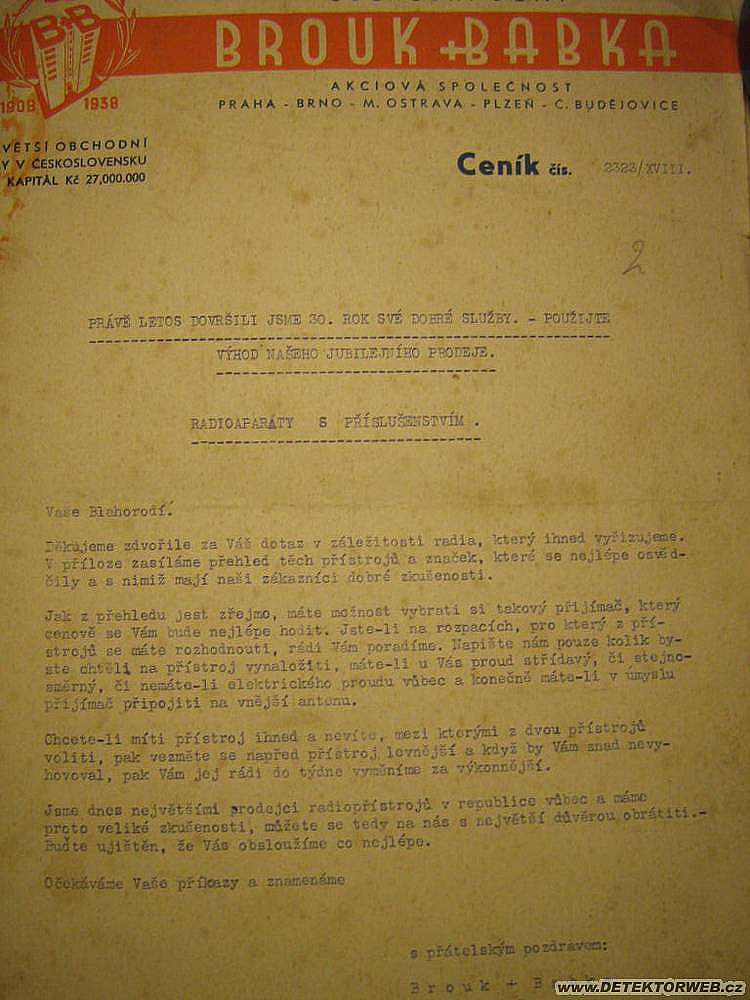 B+B
1908 1938
BROUK + BABKA
AKCIOVÁ SPOLEČNOST
PRAHA - BRNO - M. OSTRAVA - PLZEŇ - Č. BUDĚJOVICE
VĚTŠÍ OBCHODNÍ
Y V ČESKOSLOVENSKU
KAPITÁL Kč 27,000.000
Ceník čís. 2323/XVIII.
2
PRÁVĚ LETOS DOVRŠILI JSME 30. ROK SVÉ DOBRÉ SLUŽBY. - POUŽIJTE
VÝHOD NAŠEHO JUBILEJNÍHO PRODEJE.
RADIOAPARÁTY S PŘÍSLUŠENSTVÍM .
Vaše Blahorodí.
Děkujeme zdvořile za Váš dotaz v záležitosti radia, který ihned vyřizujeme.
V příloze zasíláme přehled těch přístrojů a značek, které se nejlépe osvěd-
čily a s nimiž mají naši zákazníci dobré zkušenosti.
Jak z přehledu jest zřejmo, máte možnost vybrati si takový přijímač, který
cenově se Vám bude nejlépe hodit. Jste-li na rozpacích, pro který z pří-
strojů se máte rozhodnouti, rádi Vám poradíme. Napište nám pouze kolik by-
ste chtěli na přístroj vynaložiti, máte-li u Vás proud střídavý, či stejno-
směrný, či nemáte-li elektrického proudu vůbec a konečně máte-li v úmyslu
přijímač připojiti na vnější antenu.
Chcete-li míti přístroj ihned a nevíte, mezi kterými z dvou přístrojů
voliti, pak vezměte se napřed přístroj levnější a když by Vám snad nevy-
hovoval, pak Vám jej rádi do týdne vyměníme za výkonnější.
Jsme dnes největšími prodejci radiopřístrojů v republice vůbec a máme
proto veliké zkušenosti, můžete se tedy na nás s největší důvěrou obrátiti.-
Buďte ujištěn, že Vás obsloužíme co nejlépe.
Očekáváme Vaše příkazy a znamenáme
s přátelským pozdravem:
Brouk +
www.DETEKTORWEB.cz